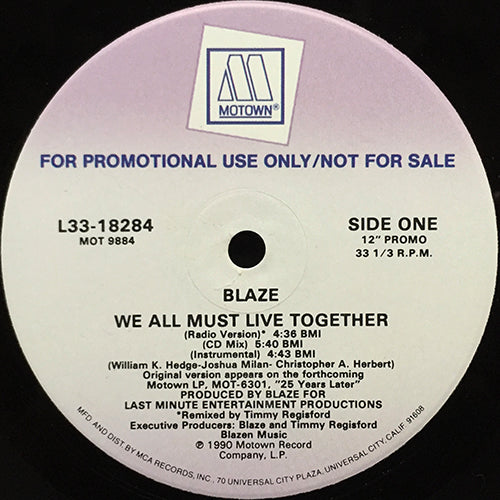 MOTOWN®
FOR PROMOTIONAL USE ONLY/NOT FOR SALE
L33-18284
MOT 9884
SIDE ONE
12" PROMO
33 1/3 R.P.M.
BLAZE
WE ALL MUST LIVE TOGETHER
(Radio Version)* 4:36 BMI
(CD Mix) 5:40 BMI
(Instrumental) 4:43 BMI
(William K. Hedge-Joshua Milan- Christopher A. Herbert)
Original version appears on the forthcoming
Motown LP, MOT-6301, "25 Years Later"
PRODUCED BY BLAZE FOR
LAST MINUTE ENTERTAINMENT PRODUCTIONS
*Remixed by Timmy Regisford
Executive Producers: Blaze and Timmy Regisford
Blazen Music
℗ 1990 Motown Record
Company, L.P.
MFD AND DIST. BY MCA RECORDS, INC., 70 UNIVERSAL CITY PLAZA, UNIVERSAL CITY, CALIF. 91608